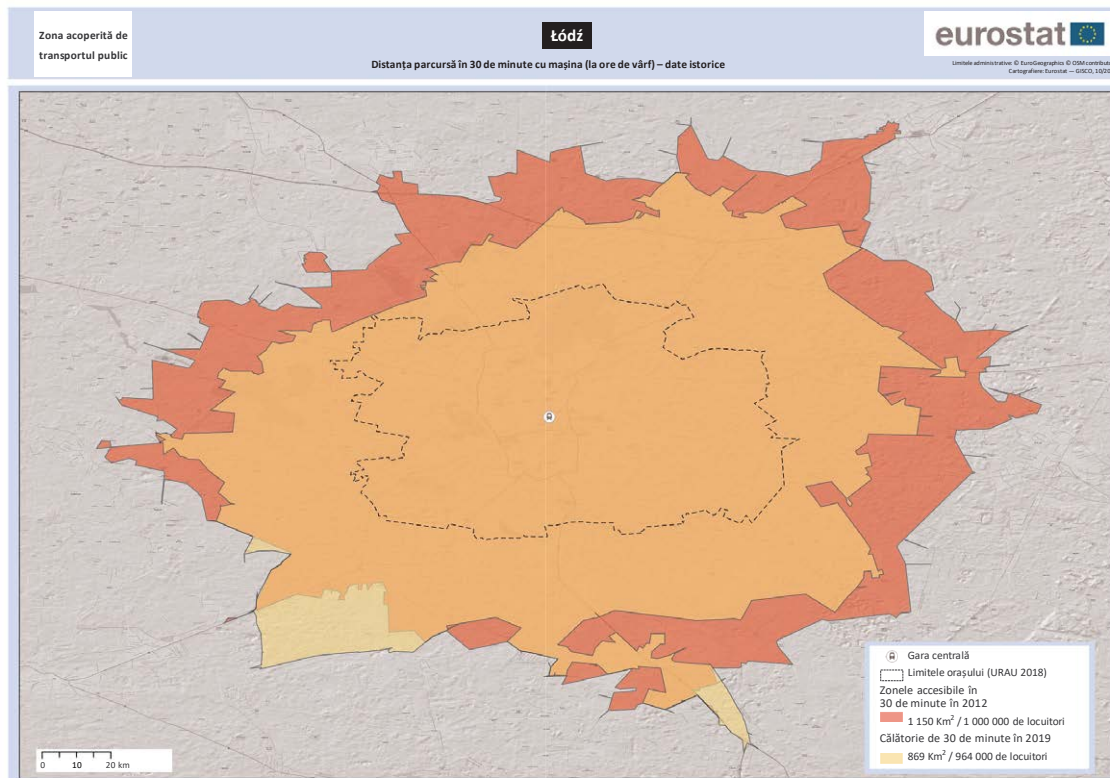 Zona acoperită de
transportul public
Łódź
Distanța parcursă în 30 de minute cu mașina (la ore de vârf) – date istorice
eurostat
Limitele administrative: © EuroGeographics © OSM contribut
Cartografiere: Eurostat — GISCO, 10/20
Gara centrală
Limitele orașului (URAU 2018)
Zonele accesibile în
30 de minute în 2012
1 150 Km² / 1 000 000 de locuitori
Călătorie de 30 de minute în 2019
869 Km² / 964 000 de locuitori
0 10 20 km